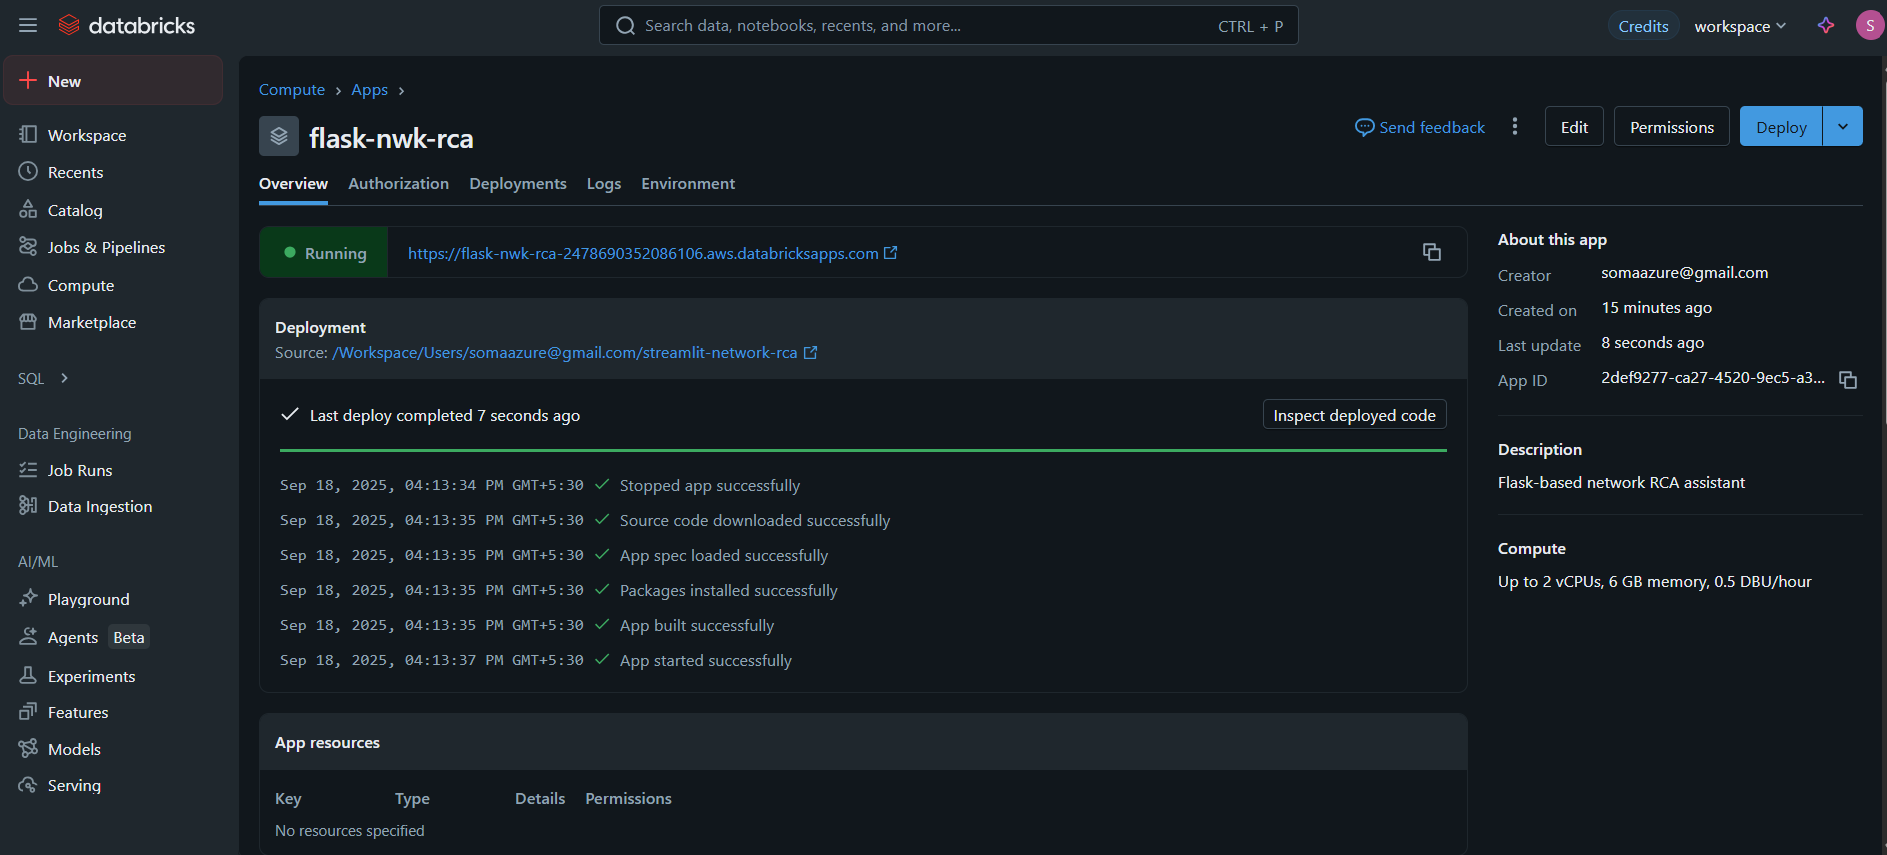 databricks
Search data, notebooks, recents, and more...
CTRL + P
Credits
workspace
S
New
Workspace
Recents
Catalog
Jobs & Pipelines
Compute
Marketplace
SQL
Data Engineering
Job Runs
Data Ingestion
AI/ML
Playground
Agents Beta
Experiments
Features
Models
Serving
Compute > Apps >
flask-nwk-rca
Send feedback
Edit
Permissions
Deploy
Overview Authorization Deployments Logs Environment
Running
https://flask-nwk-rca-2478690352086106.aws.databricksapps.com
Deployment
Source: /Workspace/Users/somaazure@gmail.com/streamlit-network-rca
Last deploy completed 7 seconds ago
Inspect deployed code
Sep 18, 2025, 04:13:34 PM GMT+5:30 Stopped app successfully
Sep 18, 2025, 04:13:35 PM GMT+5:30 Source code downloaded successfully
Sep 18, 2025, 04:13:35 PM GMT+5:30 App spec loaded successfully
Sep 18, 2025, 04:13:35 PM GMT+5:30 Packages installed successfully
Sep 18, 2025, 04:13:35 PM GMT+5:30 App built successfully
Sep 18, 2025, 04:13:37 PM GMT+5:30 App started successfully
App resources
Key Type Details Permissions
No resources specified
About this app
Creator somaazure@gmail.com
Created on 15 minutes ago
Last update 8 seconds ago
App ID 2def9277-ca27-4520-9ec5-a3...
Description
Flask-based network RCA assistant
Compute
Up to 2 vCPUs, 6 GB memory, 0.5 DBU/hour